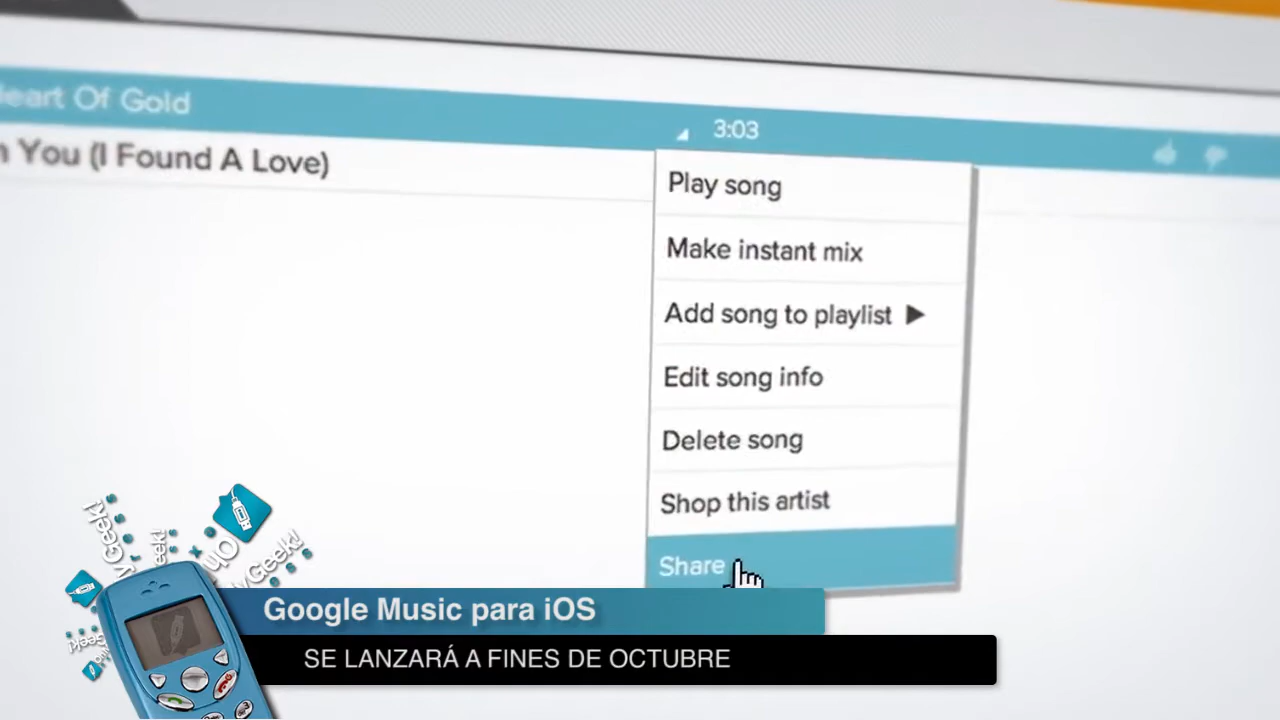 eart Of Gold
3:03
You (I Found A Love)
Play song
Make instant mix
Add song to playlist
Edit song info
Delete song
Shop this artist
Share
Google Music para iOS
SE LANZARÁ A FINES DE OCTUBRE